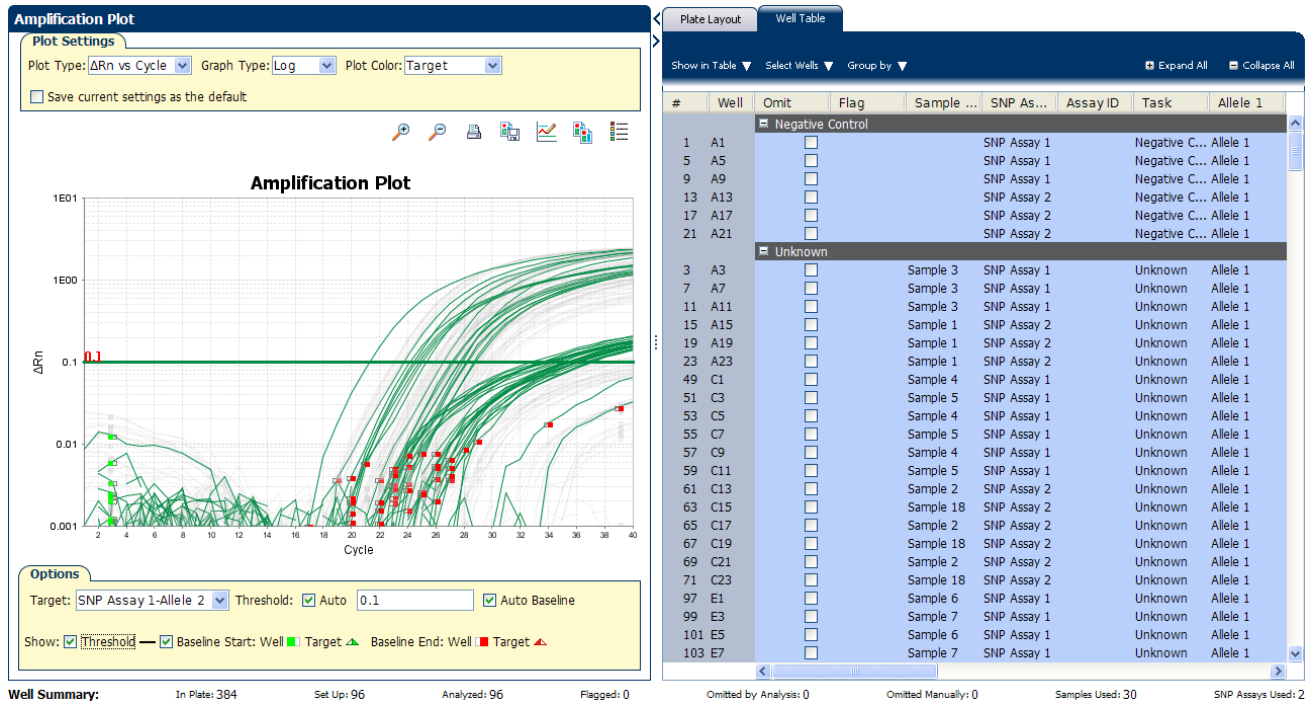 Amplification Plot
Plot Settings
Plot Type: ΔRn vs Cycle Graph Type: Log Plot Color: Target
Save current settings as the default
Amplification Plot
1E01
1E00
0.1
0.1
0.01
0.001
ΔRn
2 4 6 8 10 12 14 16 18 20 22 24 26 28 30 32 34 36 38 40
Cycle
Options
Target: SNP Assay 1-Allele 2 Threshold: Auto 0.1 Auto Baseline
Show: Threshold Baseline Start: Well Target Baseline End: Well Target
Plate Layout Well Table
Show in Table Select Wells Group by Expand All Collapse All
# Well Omit Flag Sample ... SNP As... Assay ID Task Allele 1
Negative Control
1 A1 SNP Assay 1 Negative C... Allele 1
5 A5 SNP Assay 1 Negative C... Allele 1
9 A9 SNP Assay 1 Negative C... Allele 1
13 A13 SNP Assay 2 Negative C... Allele 1
17 A17 SNP Assay 2 Negative C... Allele 1
21 A21 SNP Assay 2 Negative C... Allele 1
Unknown
3 A3 Sample 3 SNP Assay 1 Unknown Allele 1
7 A7 Sample 3 SNP Assay 1 Unknown Allele 1
11 A11 Sample 3 SNP Assay 1 Unknown Allele 1
15 A15 Sample 1 SNP Assay 2 Unknown Allele 1
19 A19 Sample 1 SNP Assay 2 Unknown Allele 1
23 A23 Sample 1 SNP Assay 2 Unknown Allele 1
49 C1 Sample 4 SNP Assay 1 Unknown Allele 1
51 C3 Sample 5 SNP Assay 1 Unknown Allele 1
53 C5 Sample 4 SNP Assay 1 Unknown Allele 1
55 C7 Sample 5 SNP Assay 1 Unknown Allele 1
57 C9 Sample 4 SNP Assay 1 Unknown Allele 1
59 C11 Sample 5 SNP Assay 1 Unknown Allele 1
61 C13 Sample 2 SNP Assay 2 Unknown Allele 1
63 C15 Sample 18 SNP Assay 2 Unknown Allele 1
65 C17 Sample 2 SNP Assay 2 Unknown Allele 1
67 C19 Sample 18 SNP Assay 2 Unknown Allele 1
69 C21 Sample 2 SNP Assay 2 Unknown Allele 1
71 C23 Sample 18 SNP Assay 2 Unknown Allele 1
97 E1 Sample 6 SNP Assay 1 Unknown Allele 1
99 E3 Sample 7 SNP Assay 1 Unknown Allele 1
101 E5 Sample 6 SNP Assay 1 Unknown Allele 1
103 E7 Sample 7 SNP Assay 1 Unknown Allele 1
Well Summary: In Plate: 384 Set Up: 96 Analyzed: 96 Flagged: 0 Omitted by Analysis: 0 Omitted Manually: 0 Samples Used: 30 SNP Assays Used: 2